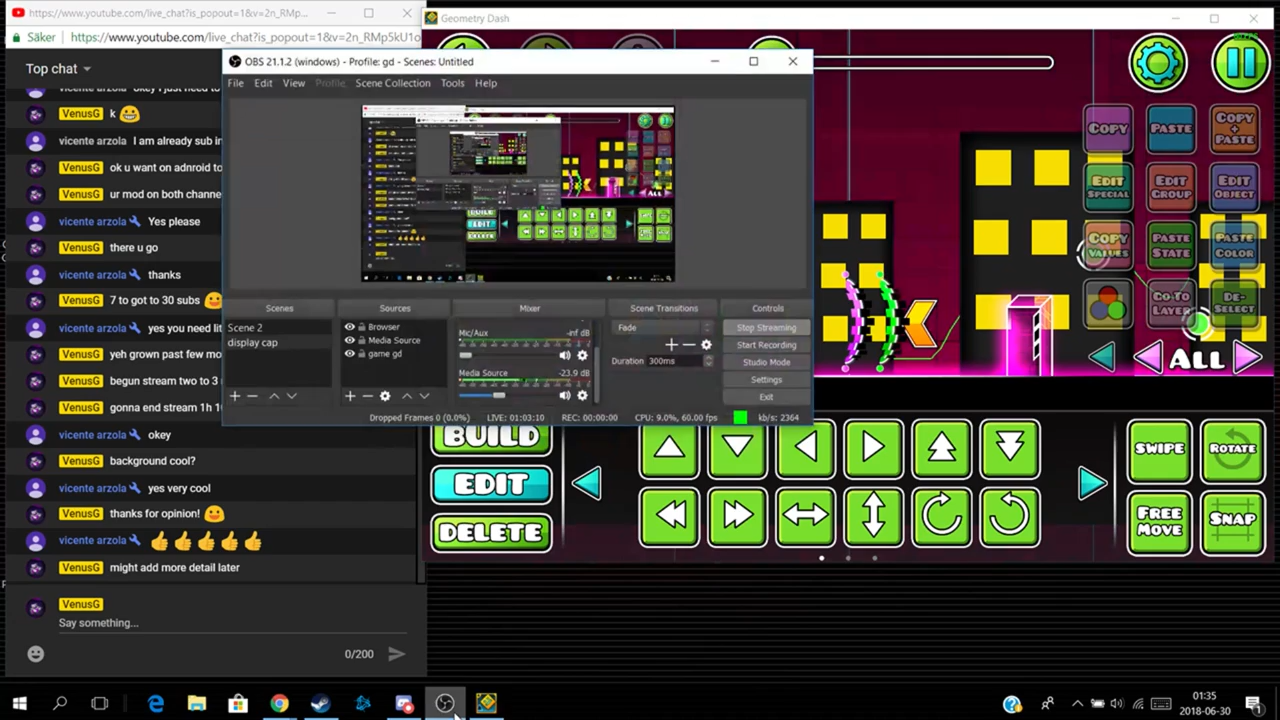 https://www.youtube.com/live_chat?is_popout=1&v=2n_RMp...
Säker
https://www.youtube.com/live_chat?is_popout=1&v=2n_RMp5kU1o
Top chat
vicente arzola okey I just need to
VenusG k
vicente arzola I am already sub in
VenusG ok u want on adnroid to
VenusG ur mod on both channe
vicente arzola Yes please
VenusG there u go
vicente arzola thanks
VenusG 7 to got to 30 subs
vicente arzola yes you need lit
VenusG yeh grown past few mo
VenusG begun stream two to 3
VenusG gonna end stream 1h 10
vicente arzola okey
VenusG background cool?
vicente arzola yes very cool
VenusG thanks for opinion!
vicente arzola
VenusG might add more detail later
VenusG
Say something...
0/200
OBS 21.1.2 (windows) - Profile: gd - Scenes: Untitled
File Edit View Profile Scene Collection Tools Help
Scenes
Scene 2
display cap
Sources
Browser
Media Source
game gd
Mixer
Mic/Aux -inf dB
Media Source -23.9 dB
Scene Transitions
Fade
Duration 300ms
Controls
Stop Streaming
Start Recording
Studio Mode
Settings
Exit
Dropped Frames 0 (0.0%) LIVE: 01:03:10 REC: 00:00:00 CPU: 9.0%, 60.00 fps kb/s: 2364
Geometry Dash
COPY
PASTE
COPY + PASTE
EDIT SPECIAL
EDIT GROUP
EDIT OBJECT
COPY VALUES
PASTE STATE
PASTE COLOR
GO TO LAYER
DE-SELECT
ALL
BUILD
EDIT
DELETE
SWIPE
ROTATE
FREE MOVE
SNAP
01:35
2018-06-30
1